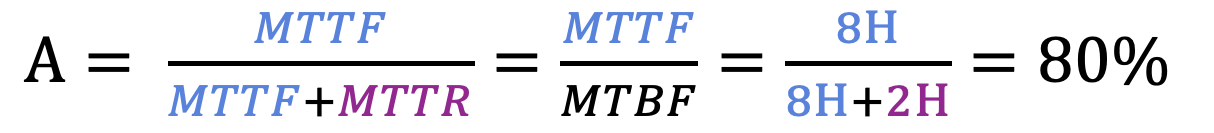 A = MTTF / MTTF+MTTR = MTTF / MTBF = 8H / 8H+2H = 80%